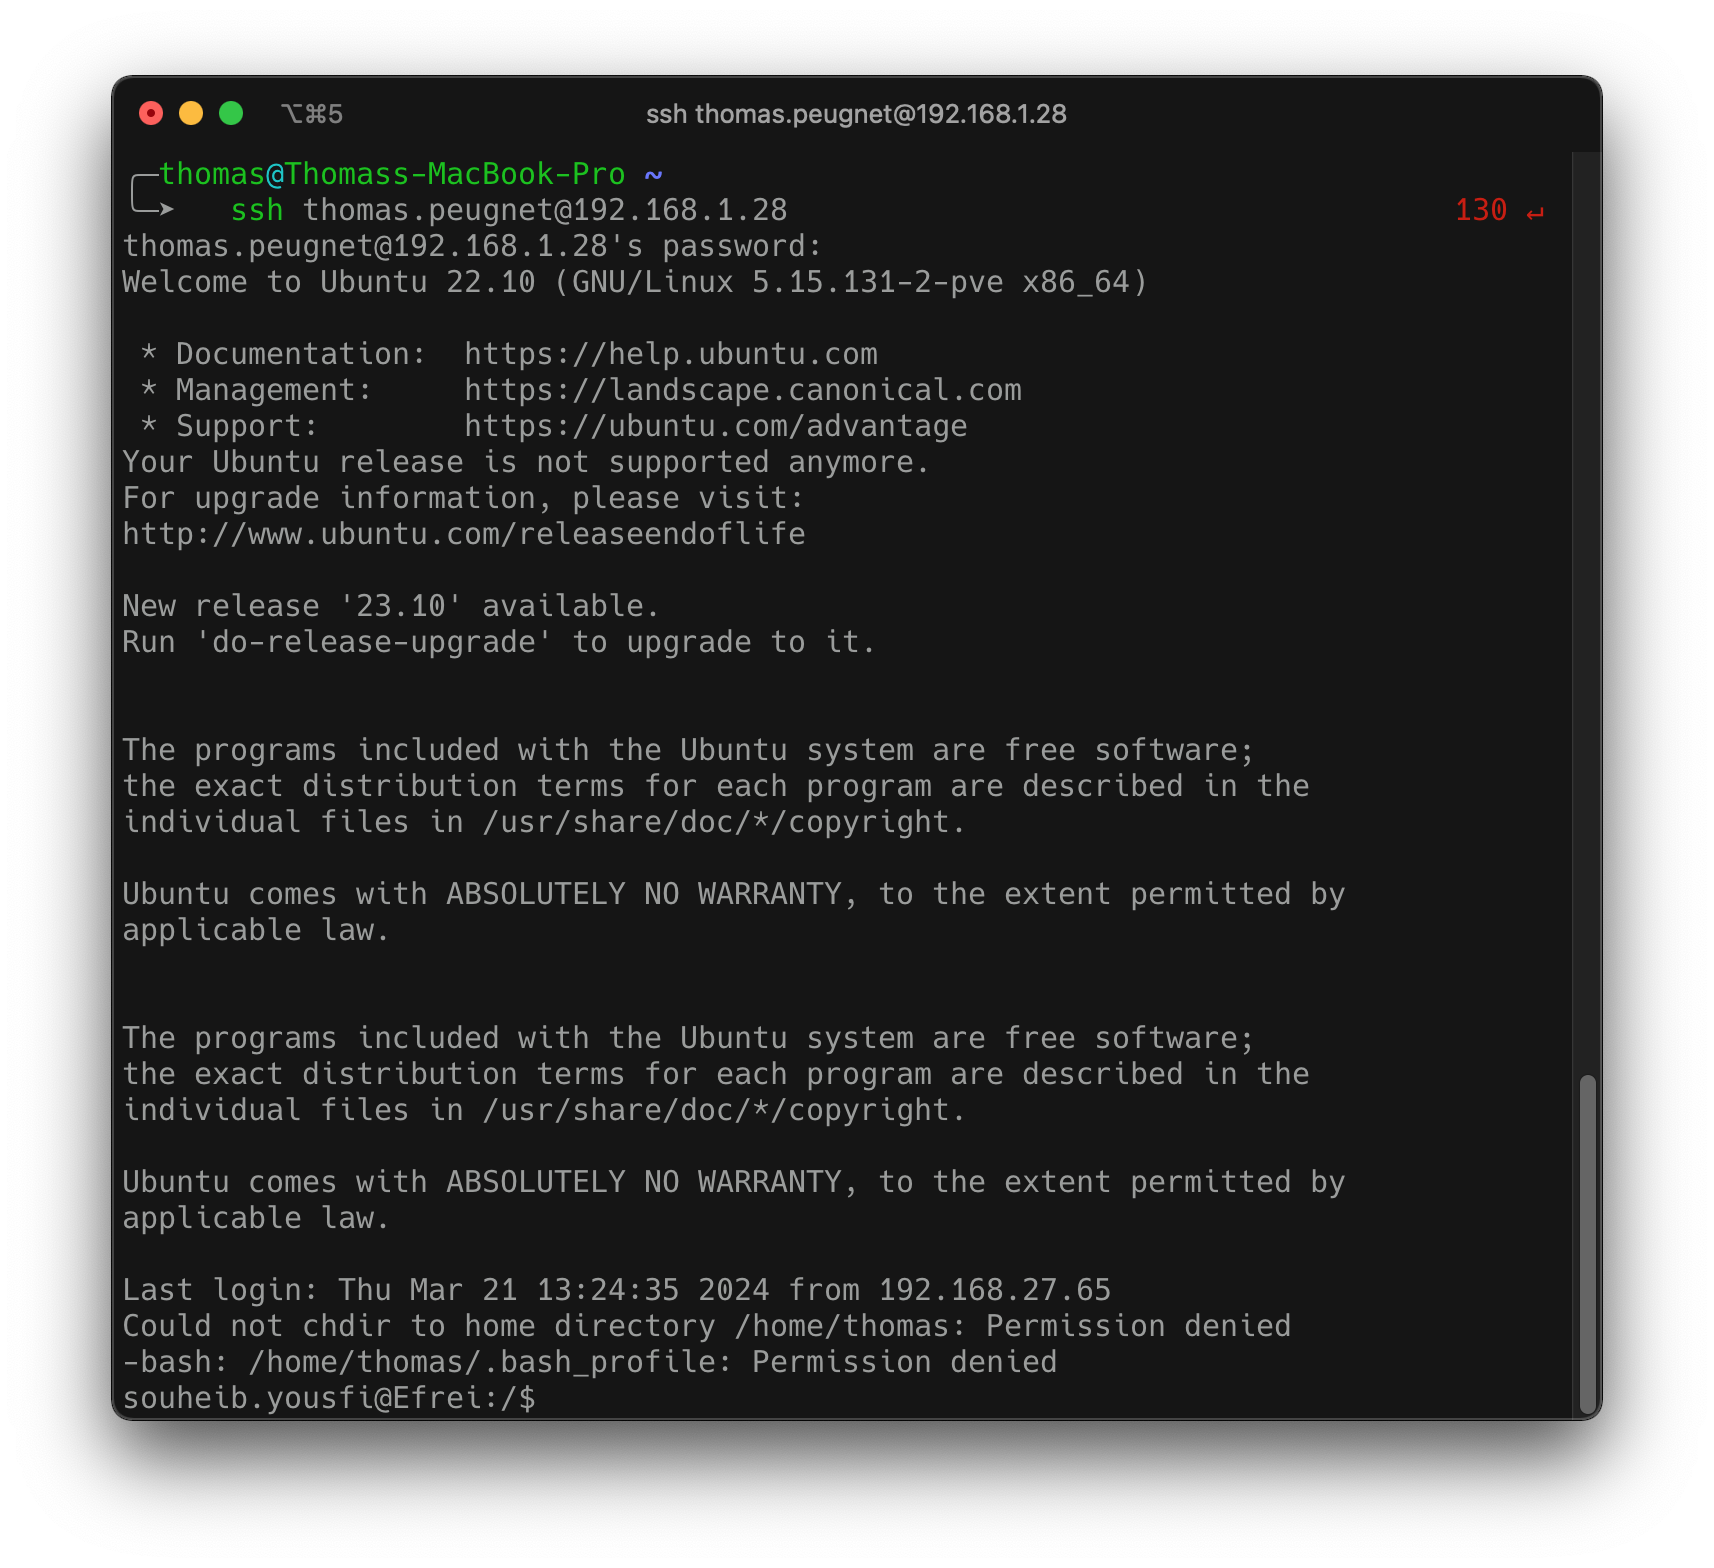 ⌥⌘5 ssh thomas.peugnet@192.168.1.28
thomas@Thomass-MacBook-Pro ~
ssh thomas.peugnet@192.168.1.28 130 ↵
thomas.peugnet@192.168.1.28's password:
Welcome to Ubuntu 22.10 (GNU/Linux 5.15.131-2-pve x86_64)
* Documentation:  https://help.ubuntu.com
* Management:     https://landscape.canonical.com
* Support:        https://ubuntu.com/advantage
Your Ubuntu release is not supported anymore.
For upgrade information, please visit:
http://www.ubuntu.com/releaseendoflife
New release '23.10' available.
Run 'do-release-upgrade' to upgrade to it.
The programs included with the Ubuntu system are free software;
the exact distribution terms for each program are described in the
individual files in /usr/share/doc/*/copyright.
Ubuntu comes with ABSOLUTELY NO WARRANTY, to the extent permitted by
applicable law.
The programs included with the Ubuntu system are free software;
the exact distribution terms for each program are described in the
individual files in /usr/share/doc/*/copyright.
Ubuntu comes with ABSOLUTELY NO WARRANTY, to the extent permitted by
applicable law.
Last login: Thu Mar 21 13:24:35 2024 from 192.168.27.65
Could not chdir to home directory /home/thomas: Permission denied
-bash: /home/thomas/.bash_profile: Permission denied
souheib.yousfi@Efrei:/$